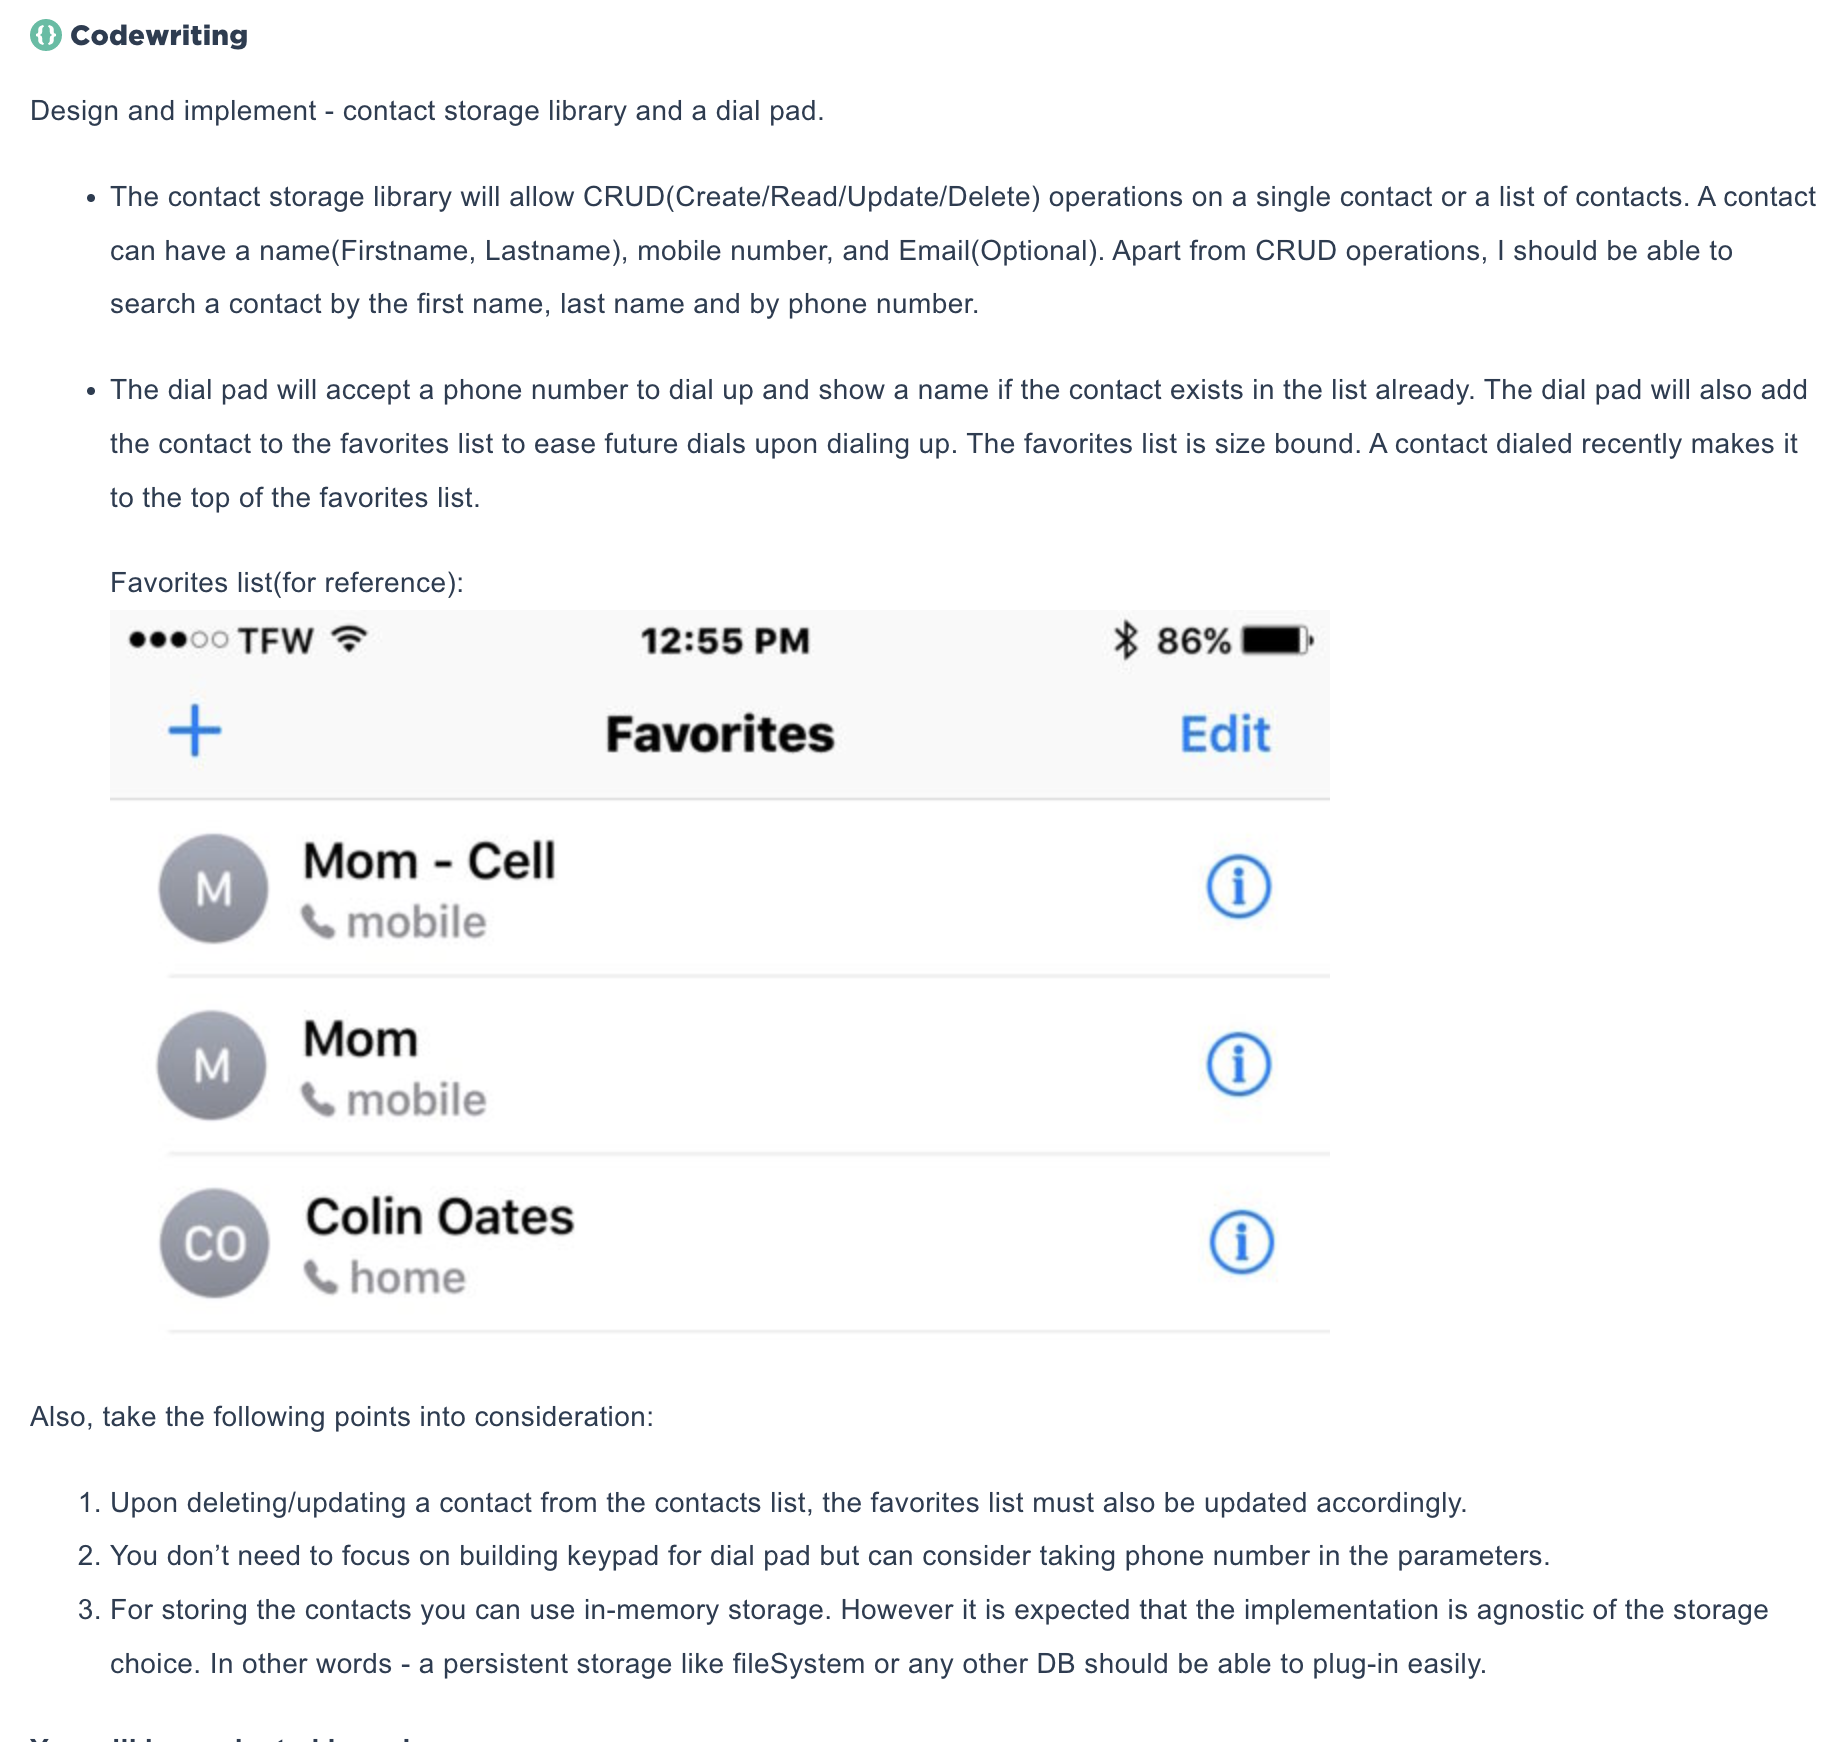 Codewriting
Design and implement - contact storage library and a dial pad.
• The contact storage library will allow CRUD(Create/Read/Update/Delete) operations on a single contact or a list of contacts. A contact
can have a name(Firstname, Lastname), mobile number, and Email(Optional). Apart from CRUD operations, I should be able to
search a contact by the first name, last name and by phone number.
• The dial pad will accept a phone number to dial up and show a name if the contact exists in the list already. The dial pad will also add
the contact to the favorites list to ease future dials upon dialing up. The favorites list is size bound. A contact dialed recently makes it
to the top of the favorites list.
Favorites list(for reference):
TFW 12:55 PM 86%
+ Favorites Edit
M Mom - Cell
mobile
M Mom
mobile
CO Colin Oates
home
Also, take the following points into consideration:
1. Upon deleting/updating a contact from the contacts list, the favorites list must also be updated accordingly.
2. You don’t need to focus on building keypad for dial pad but can consider taking phone number in the parameters.
3. For storing the contacts you can use in-memory storage. However it is expected that the implementation is agnostic of the storage
choice. In other words - a persistent storage like fileSystem or any other DB should be able to plug-in easily.